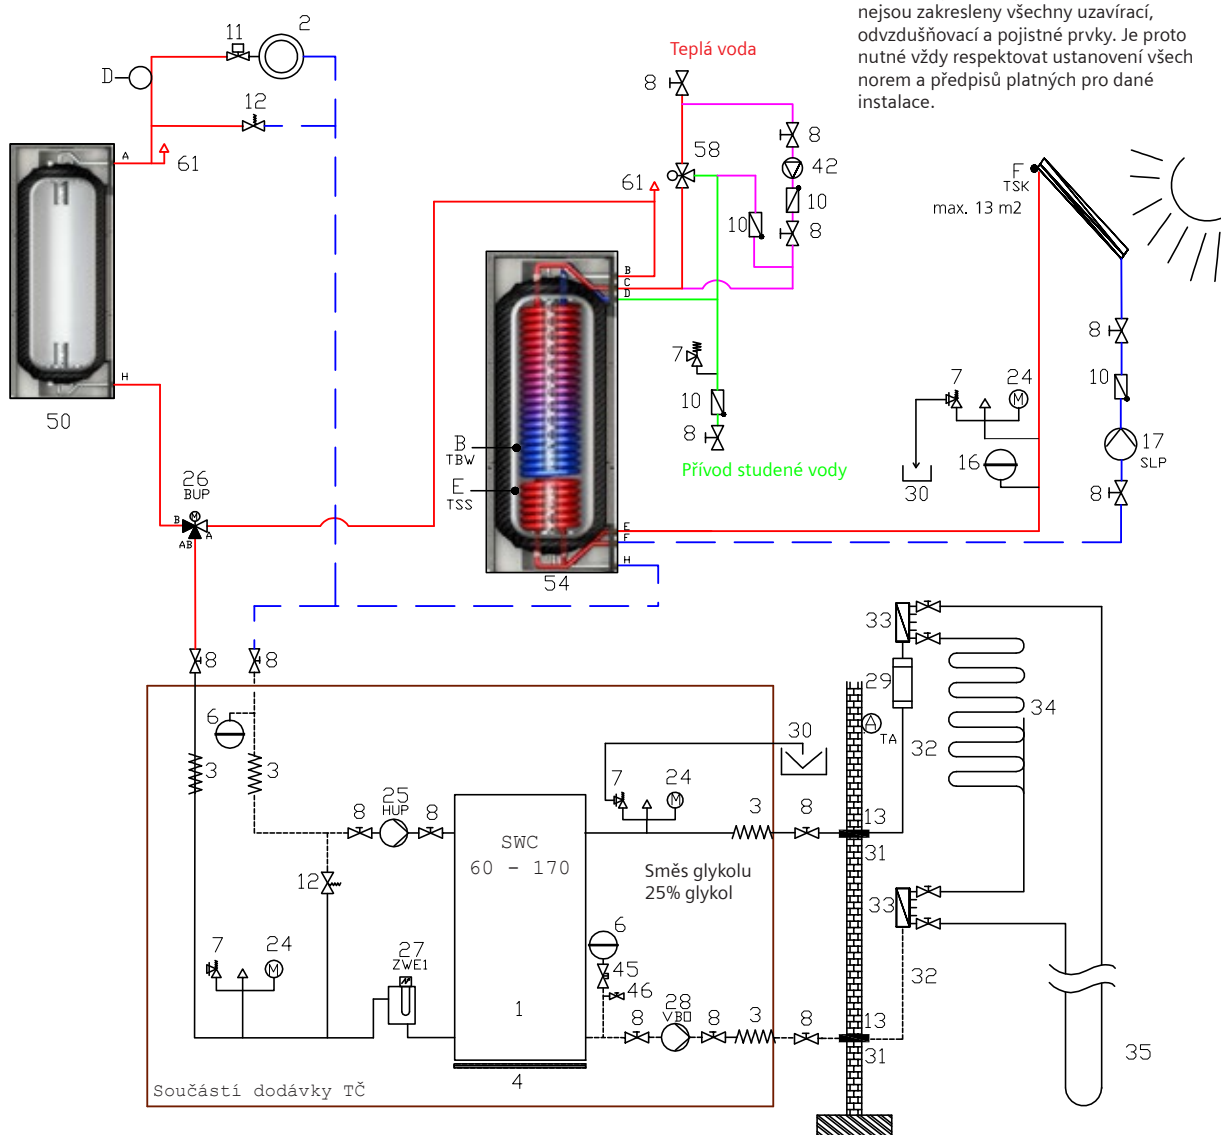 nejsou zakresleny všechny uzavírací,
odvzdušňovací a pojistné prvky. Je proto
nutné vždy respektovat ustanovení všech
norem a předpisů platných pro dané
instalace.
11
2
D
12
A
61
H
50
Teplá voda
8
58
8
42
61
10
10
8
B
C
D
7
10
8
Přívod studené vody
B
TBW
E
TSS
E
F
H
54
F
TSK
max. 13 m2
8
10
7
24
17
SLP
16
30
8
26
BUP
M
B
A
AB
8
8
6
3
3
8
25
HUP
8
SWC
60 - 170
12
7
24
M
27
ZWE1
1
4
Součástí dodávky TČ
30
7
24
M
3
8
13
31
Směs glykolu
25% glykol
6
45
46
8
28
VBO
8
3
8
13
31
A
TA
33
29
32
34
33
32
35
M